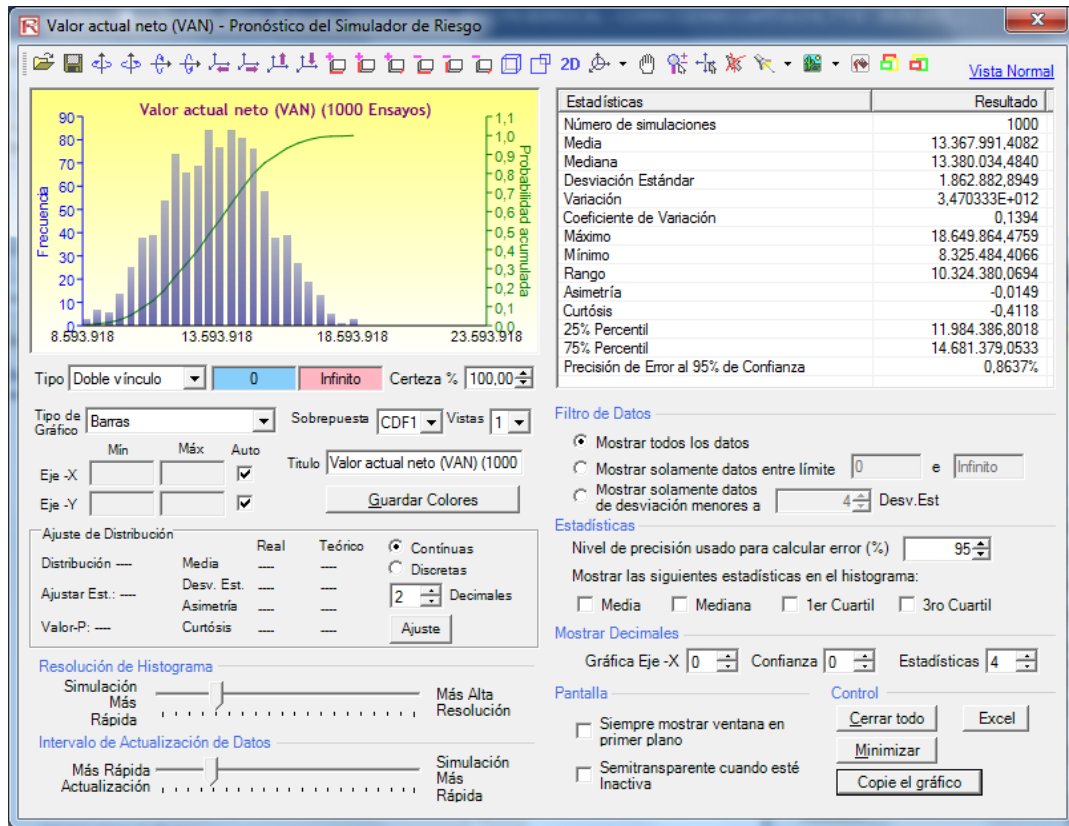 Valor actual neto (VAN) - Pronóstico del Simulador de Riesgo
2D
Vista Normal
Valor actual neto (VAN) (1000 Ensayos)
Frecuencia
90
80
70
60
50
40
30
20
10
0
Probabilidad acumulada
1,1
1,0
0,9
0,8
0,7
0,6
0,5
0,4
0,3
0,2
0,1
0,0
8.593.918 13.593.918 18.593.918 23.593.918
Tipo Doble vínculo 0 Infinito Certeza % 100,00
Tipo de Gráfico Barras Sobrepuesta CDF1 Vistas 1
Mín Máx Auto
Eje -X
Titulo Valor actual neto (VAN) (1000
Eje -Y
Guardar Colores
Ajuste de Distribución
Real Teórico Contínuas
Distribución ---- Media ---- ----
Discretas
Ajustar Est.: ---- Desv. Est. ---- ----
2 Decimales
Asimetría ---- ----
Valor-P: ---- Curtósis ---- ----
Ajuste
Resolución de Histograma
Simulación Más Rápida
Más Alta Resolución
Intervalo de Actualización de Datos
Más Rápida Actualización
Simulación Más Rápida
Estadísticas Resultado
Número de simulaciones 1000
Media 13.367.991,4082
Mediana 13.380.034,4840
Desviación Estándar 1.862.882,8949
Variación 3,470333E+012
Coeficiente de Variación 0,1394
Máximo 18.649.864,4759
Mínimo 8.325.484,4066
Rango 10.324.380,0694
Asimetría -0,0149
Curtósis -0,4118
25% Percentil 11.984.386,8018
75% Percentil 14.681.379,0533
Precisión de Error al 95% de Confianza 0,8637%
Filtro de Datos
Mostrar todos los datos
Mostrar solamente datos entre límite 0 e Infinito
Mostrar solamente datos
de desviación menores a 4 Desv.Est
Estadísticas
Nivel de precisión usado para calcular error (%) 95
Mostrar las siguientes estadísticas en el histograma:
Media Mediana 1er Cuartil 3ro Cuartil
Mostrar Decimales
Gráfica Eje -X 0 Confianza 0 Estadísticas 4
Pantalla
Siempre mostrar ventana en
primer plano
Semitransparente cuando esté
Inactiva
Control
Cerrar todo Excel
Minimizar
Copie el gráfico